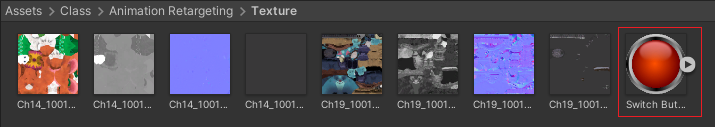 Assets > Class > Animation Retargeting > Texture
Ch14_1001... Ch14_1001... Ch14_1001... Ch14_1001... Ch19_1001... Ch19_1001... Ch19_1001... Ch19_1001... Switch But...